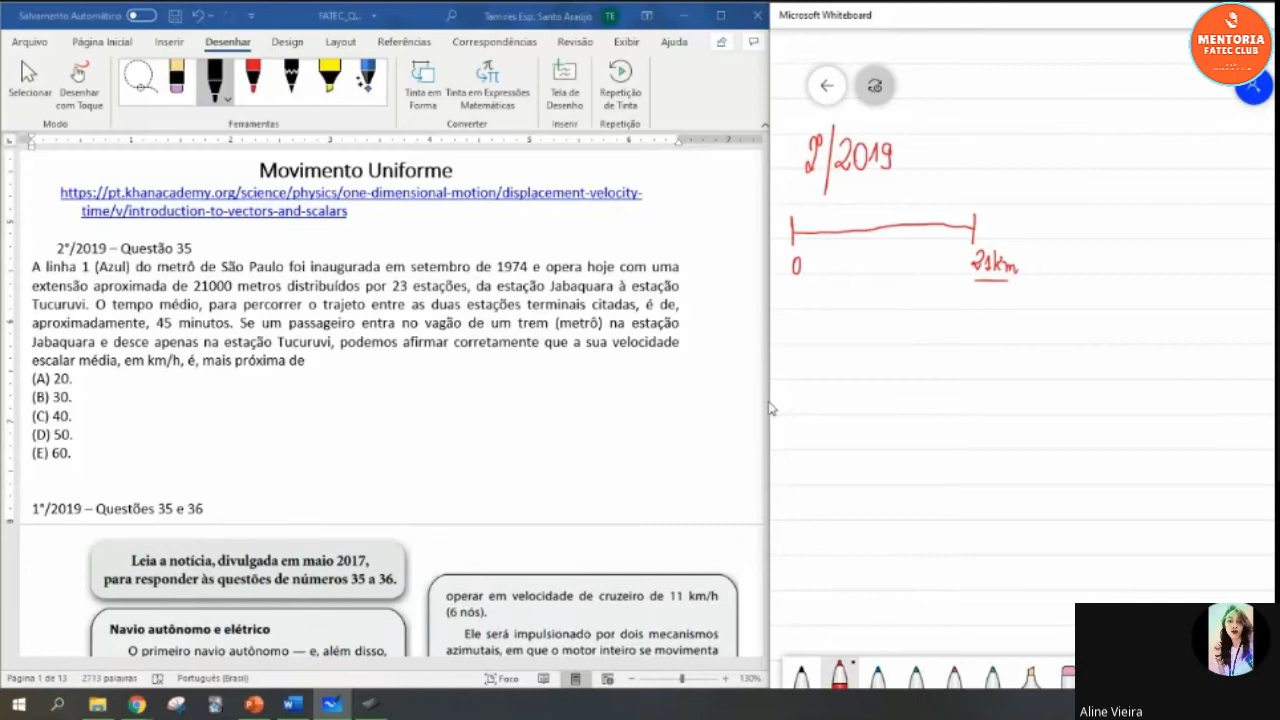 Salvamento Automático
FATEC_CL...
Tamires Esp. Santo Araújo
TE
Arquivo
Página Inicial
Inserir
Desenhar
Design
Layout
Referências
Correspondências
Revisão
Exibir
Ajuda
Selecionar
Desenhar
com Toque
Tinta em
Forma
Tinta em Expressões
Matemáticas
Tela de
Desenho
Repetição
de Tinta
Modo
Ferramentas
Converter
Inserir
Repetição
1
2
3
4
5
6
7
Movimento Uniforme
https://pt.khanacademy.org/science/physics/one-dimensional-motion/displacement-velocity-
time/v/introduction-to-vectors-and-scalars
2°/2019 – Questão 35
A linha 1 (Azul) do metrô de São Paulo foi inaugurada em setembro de 1974 e opera hoje com uma
extensão aproximada de 21000 metros distribuídos por 23 estações, da estação Jabaquara à estação
Tucuruvi. O tempo médio, para percorrer o trajeto entre as duas estações terminais citadas, é de,
aproximadamente, 45 minutos. Se um passageiro entra no vagão de um trem (metrô) na estação
Jabaquara e desce apenas na estação Tucuruvi, podemos afirmar corretamente que a sua velocidade
escalar média, em km/h, é, mais próxima de
(A) 20.
(B) 30.
(C) 40.
(D) 50.
(E) 60.
1°/2019 – Questões 35 e 36
Leia a notícia, divulgada em maio 2017,
para responder às questões de números 35 a 36.
Navio autônomo e elétrico
O primeiro navio autônomo — e, além disso,
operar em velocidade de cruzeiro de 11 km/h
(6 nós).
Ele será impulsionado por dois mecanismos
azimutais, em que o motor inteiro se movimenta
Página 1 de 13
2713 palavras
Português (Brasil)
Foco
130%
Microsoft Whiteboard
MENTORIA
FATEC CLUB
2º/2019
0
21km
Aline Vieira